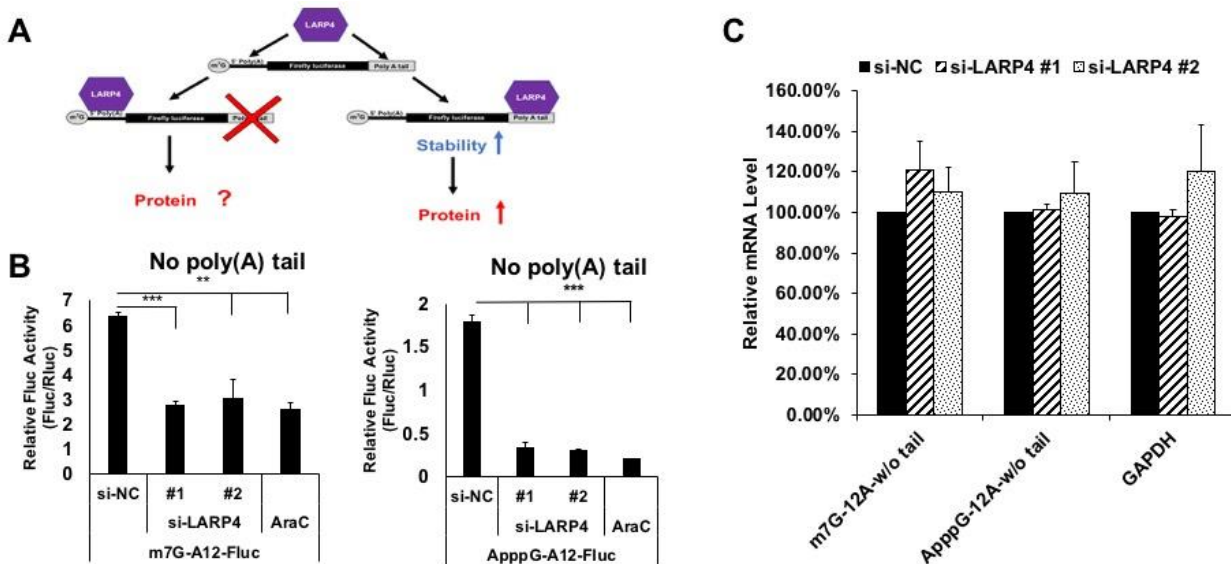 A
LARP4
m7G 5' Poly(A) Firefly luciferase Poly A tail
LARP4
LARP4
m7G 5' Poly(A) Firefly luciferase
m7G 5' Poly(A) Firefly luciferase Poly A tail
Stability
Protein ?
Protein
B
No poly(A) tail
**
***
Relative Fluc Activity
(Fluc/Rluc)
7
6
5
4
3
2
1
0
si-NC #1 #2 AraC
si-LARP4
m7G-A12-Fluc
No poly(A) tail
***
Relative Fluc Activity
(Fluc/Rluc)
2
1.5
1
0.5
0
si-NC #1 #2 AraC
si-LARP4
ApppG-A12-Fluc
C
si-NC si-LARP4 #1 si-LARP4 #2
Relative mRNA Level
160.00%
140.00%
120.00%
100.00%
80.00%
60.00%
40.00%
20.00%
0.00%
m7G-12A-w/o tail
ApppG-12A-w/o tail
GAPDH